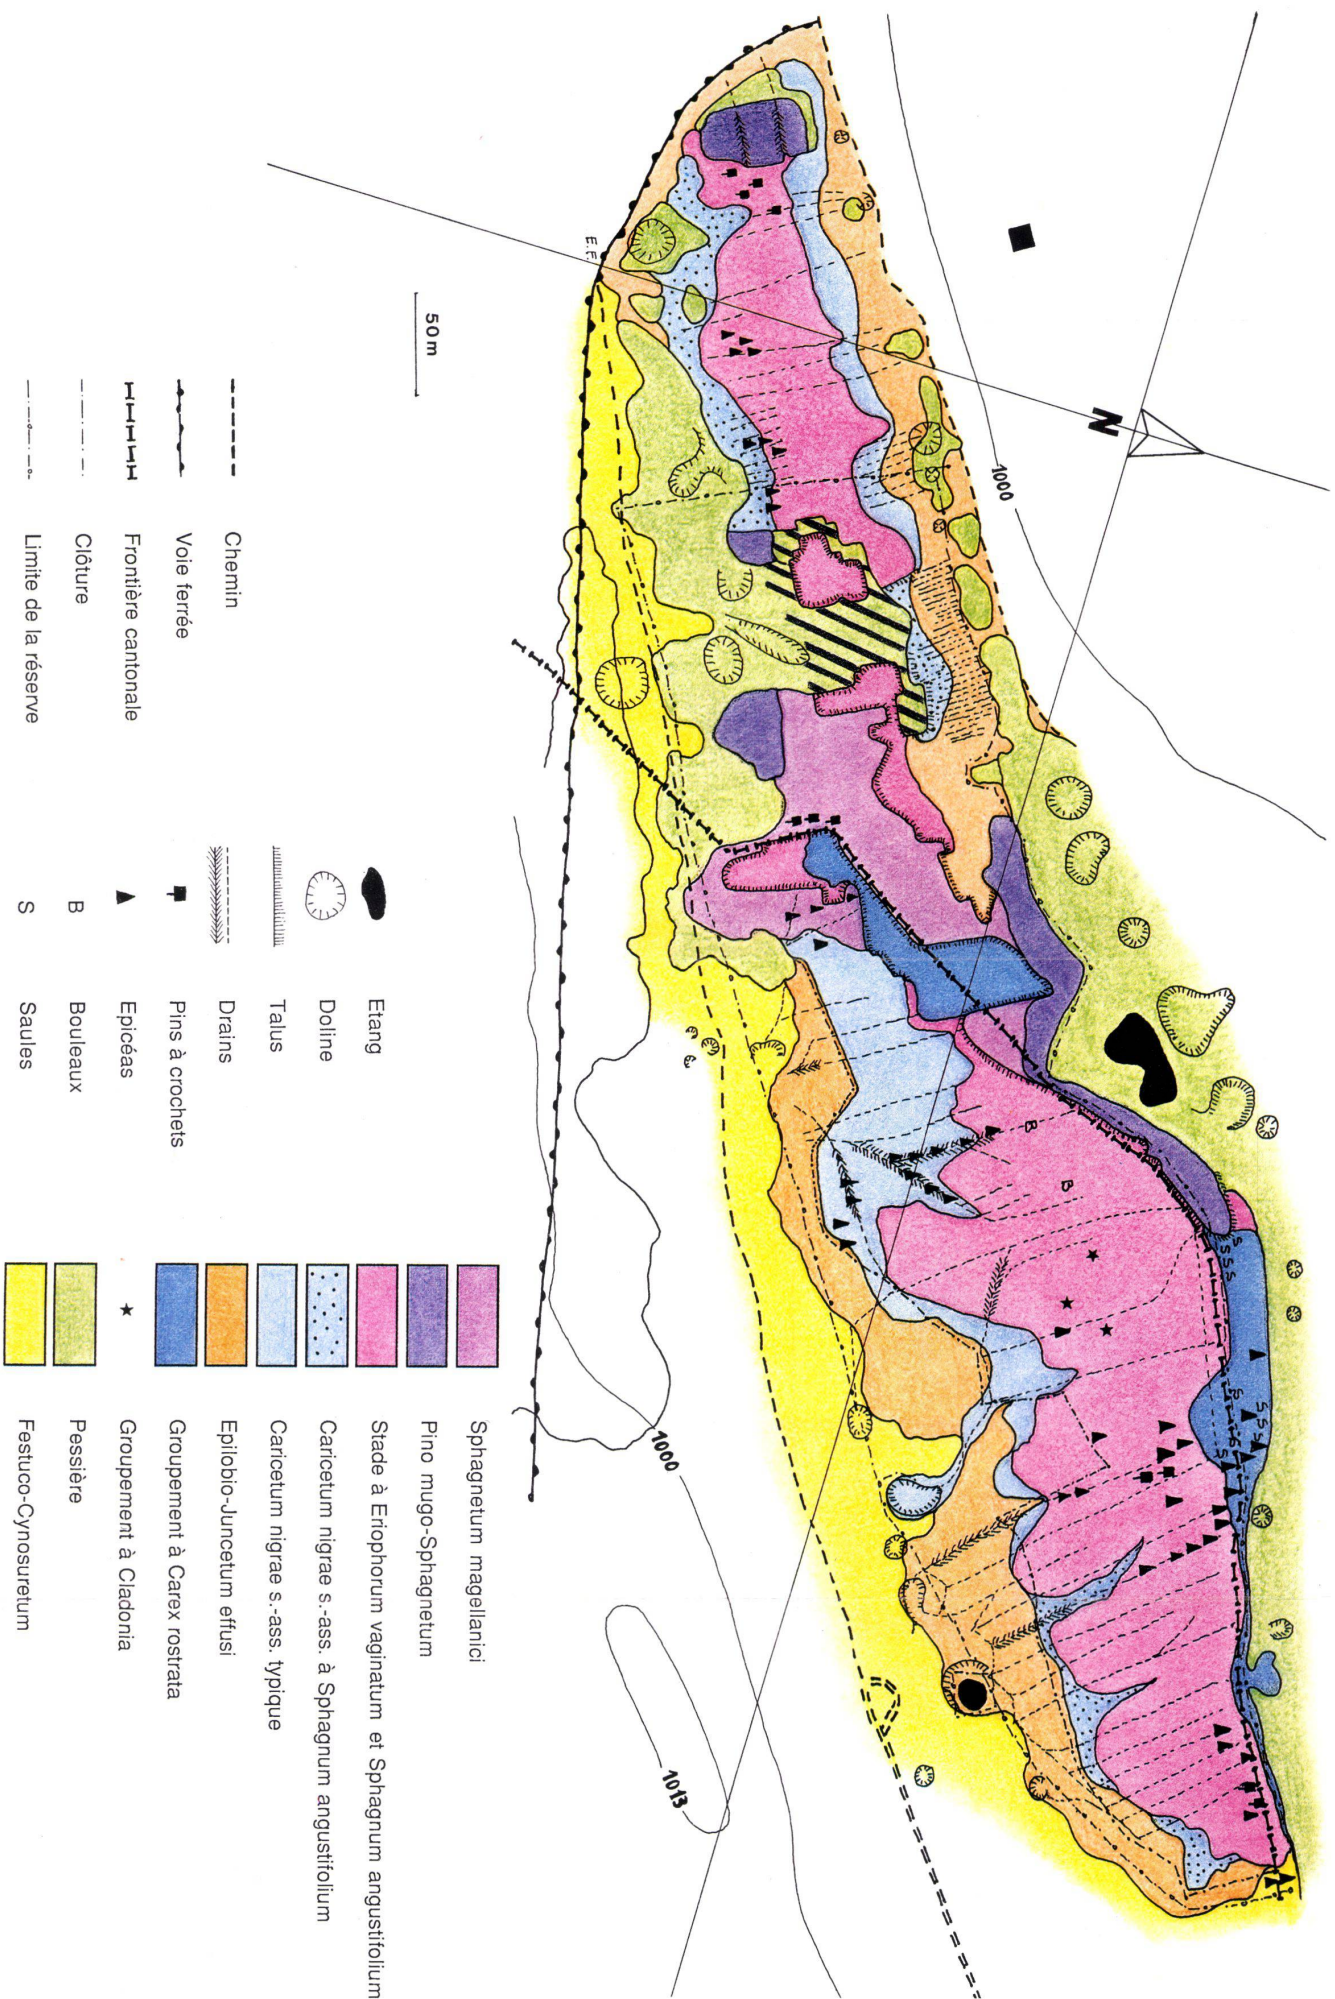 N
1000
E.F.
50 m
B
B
S S S
S S S
S
S
S
1000
1013
Chemin
Voie ferrée
Frontière cantonale
Clôture
Limite de la réserve
Etang
Doline
Talus
Drains
Pins à crochets
Epicéas
B Bouleaux
S Saules
Sphagnetum magellanici
Pino mugo-Sphagnetum
Stade à Eriophorum vaginatum et Sphagnum angustifolium
Caricetum nigrae s.-ass. à Sphagnum angustifolium
Caricetum nigrae s.-ass. typique
Epilobio-Juncetum effusi
Groupement à Carex rostrata
Groupement à Cladonia
Pessière
Festuco-Cynosuretum